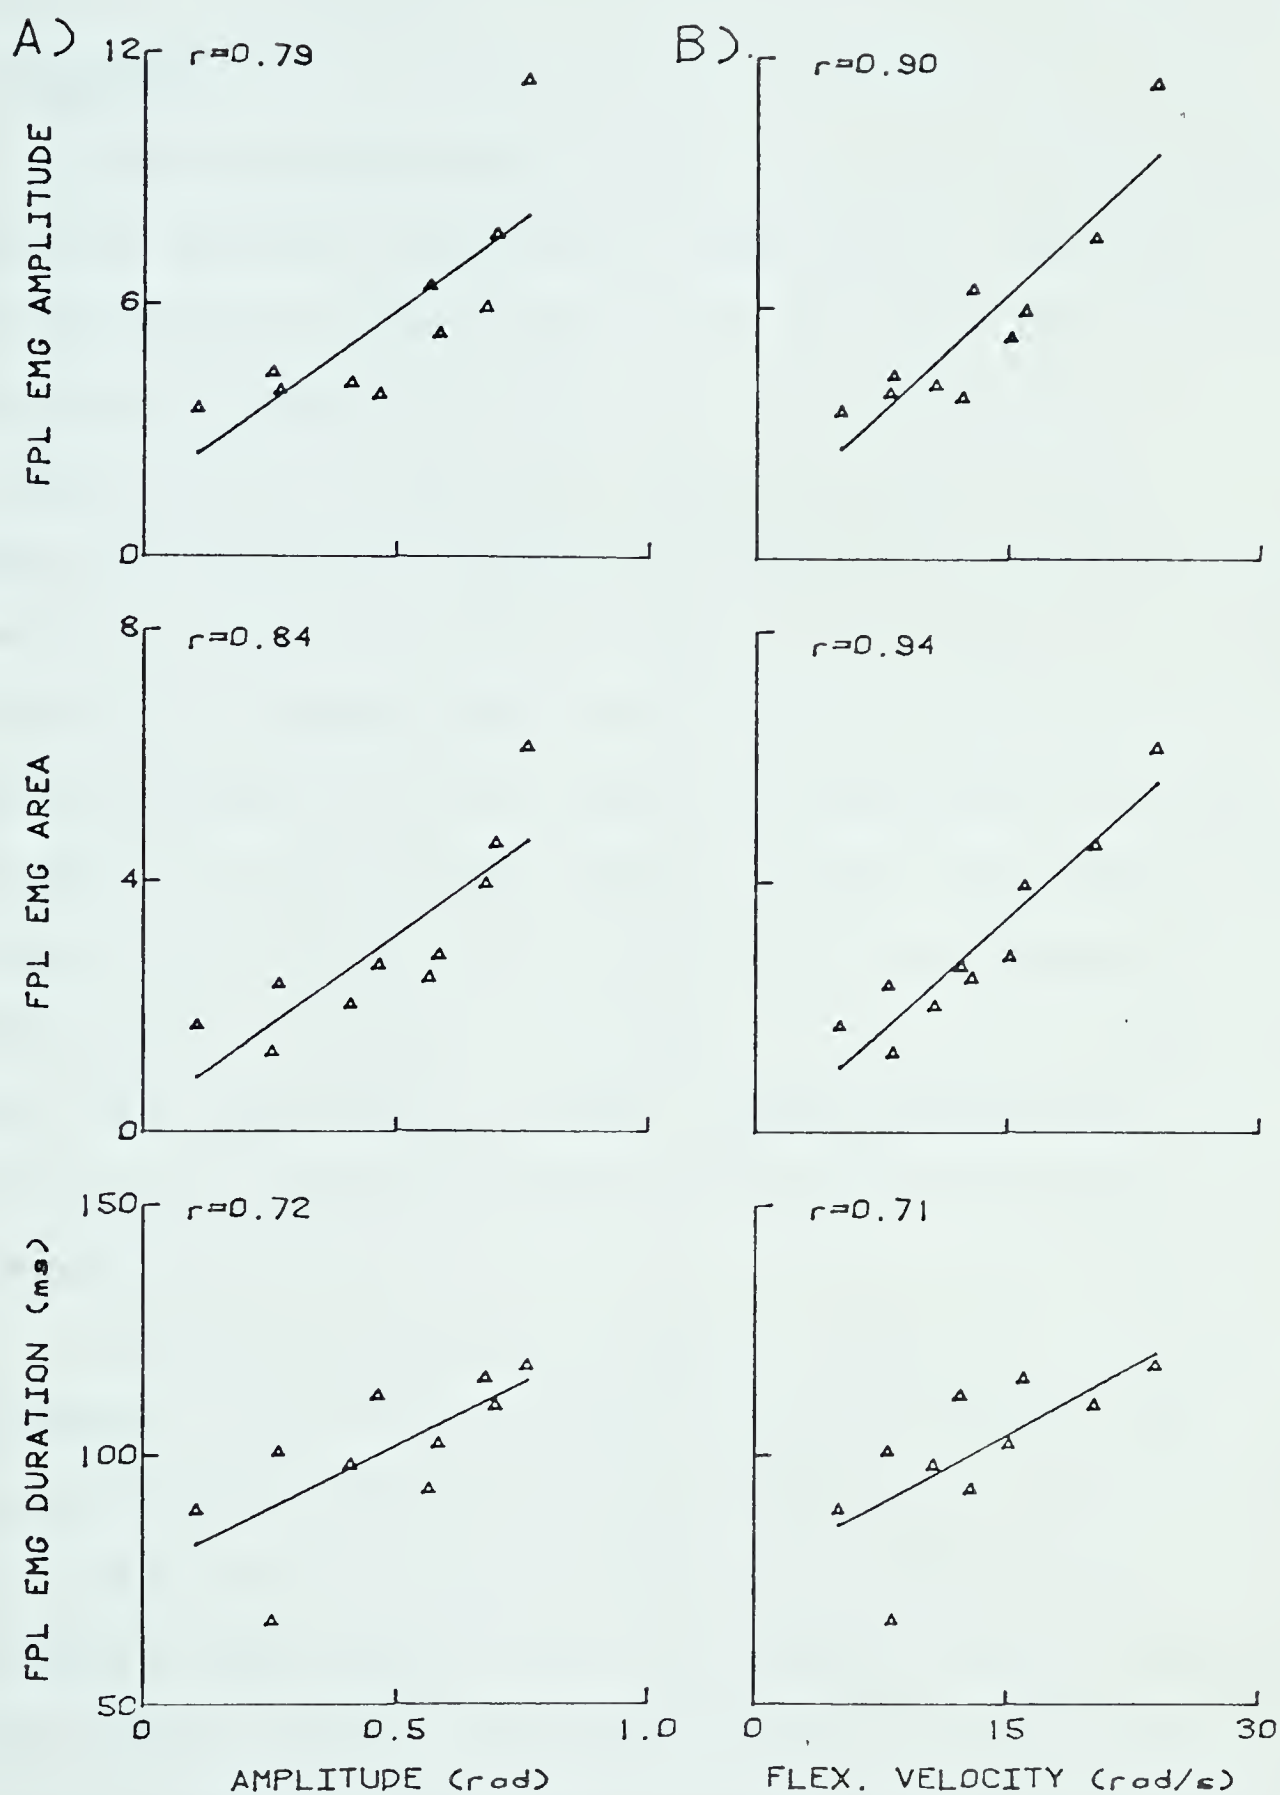 A)
B).
12
r=0.79
r=0.90
FPL EMG AMPLITUDE
6
0
8
r=0.84
r=0.94
FPL EMG AREA
4
0
150
r=0.72
r=0.71
FPL EMG DURATION (ms)
100
50
0 0.5 1.0
0 15 30
AMPLITUDE (rad)
FLEX. VELOCITY (rad/s)